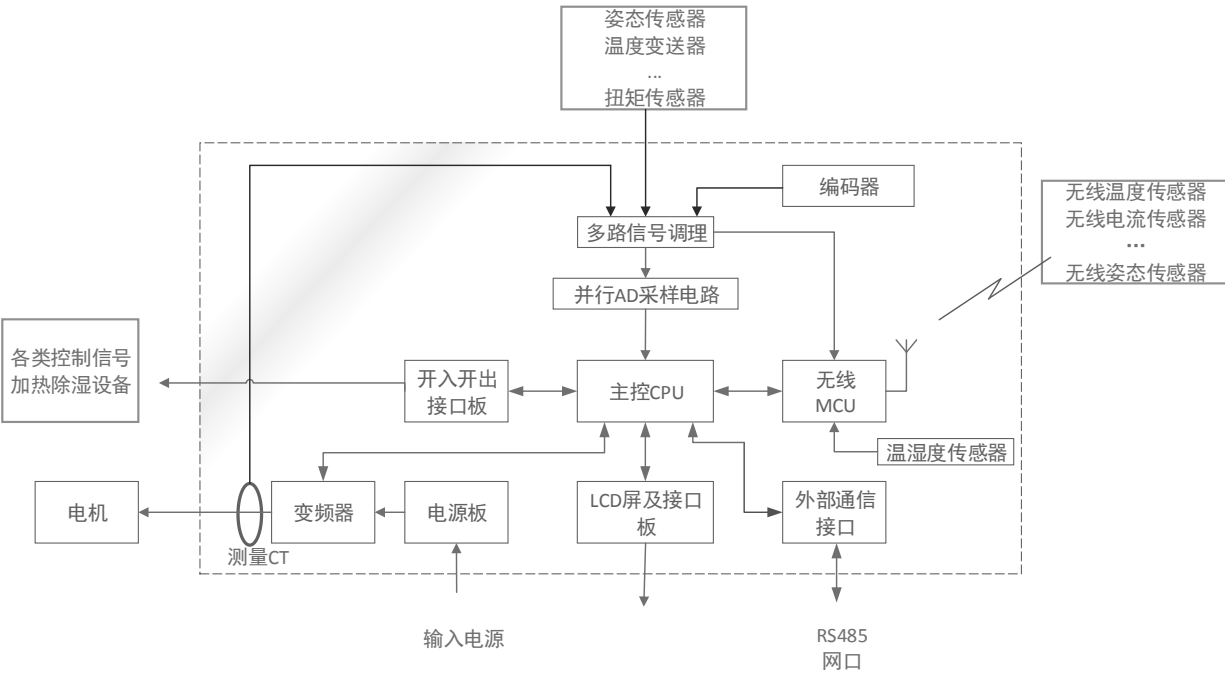 姿态传感器
温度变送器
...
扭矩传感器
编码器
无线温度传感器
无线电流传感器
...
无线姿态传感器
多路信号调理
并行AD采样电路
各类控制信号
加热除湿设备
开入开出
接口板
主控CPU
无线
MCU
温湿度传感器
电机
变频器
电源板
LCD屏及接口
板
外部通信
接口
测量CT
输入电源
RS485
网口